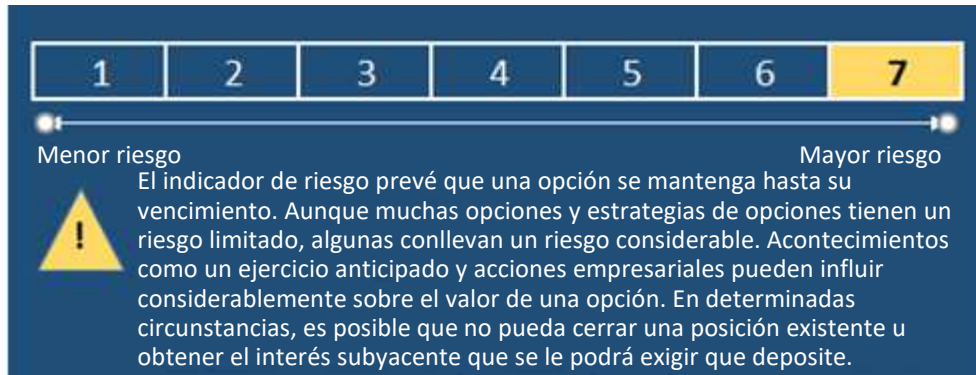 1 2 3 4 5 6 7
Menor riesgo Mayor riesgo
El indicador de riesgo prevé que una opción se mantenga hasta su
vencimiento. Aunque muchas opciones y estrategias de opciones tienen un
riesgo limitado, algunas conllevan un riesgo considerable. Acontecimientos
como un ejercicio anticipado y acciones empresariales pueden influir
considerablemente sobre el valor de una opción. En determinadas
circunstancias, es posible que no pueda cerrar una posición existente u
obtener el interés subyacente que se le podrá exigir que deposite.
!